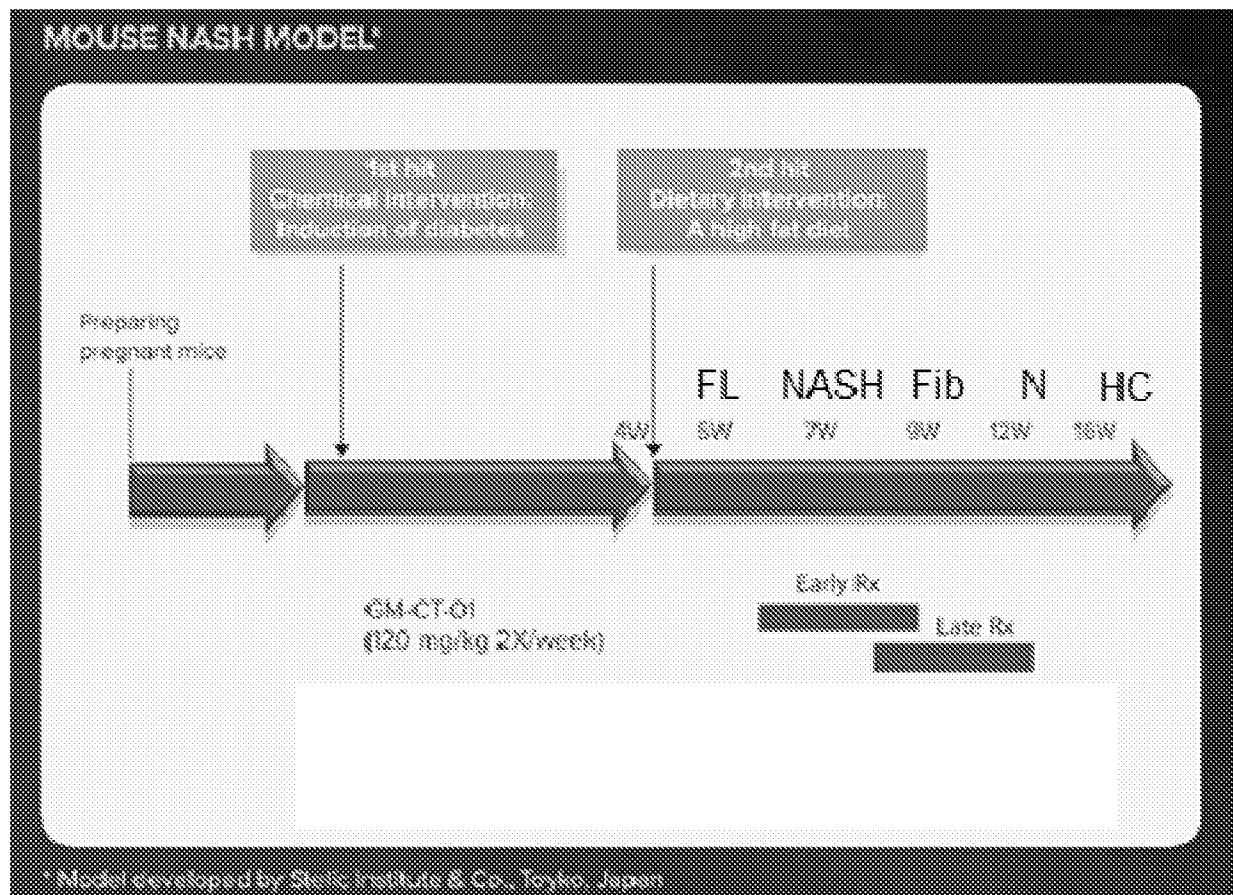 MOUSE NASH MODEL*
1st hit
Chemical intervention:
Induction of diabetes
2nd hit
Dietary intervention:
A high fat diet
Preparing
pregnant mice
FL NASH Fib N HC
4W 5W 7W 9W 12W 16W
GM-CT-01
(120 mg/kg 2X/week)
Early Rx
Late Rx
* Model developed by Stelic Institute & Co., Toyko, Japan